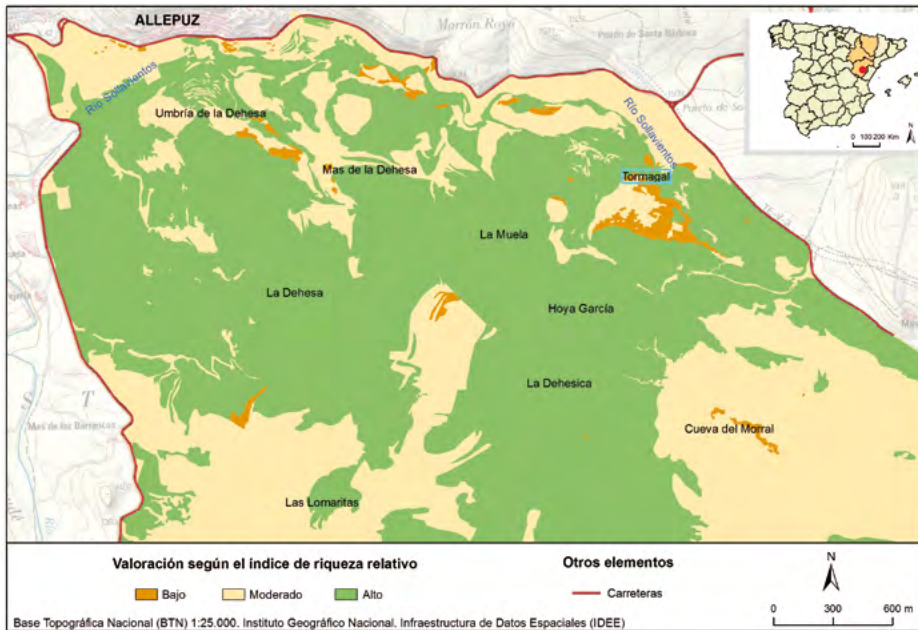 ALLEPUZ
Morrón Royo
Río Sollavientos
Umbría de la Dehesa
Mas de la Dehesa
Río Sollavientos
Tormagal
La Muela
La Dehesa
Hoya García
La Dehesica
Mas de los Barrancos
Cueva del Morral
Las Lomaritas
0 100 200 Km
N
Valoración según el índice de riqueza relativo
Bajo
Moderado
Alto
Otros elementos
Carreteras
N
0 300 600 m
Base Topográfica Nacional (BTN) 1:25.000. Instituto Geográfico Nacional. Infraestructura de Datos Espaciales (IDEE)